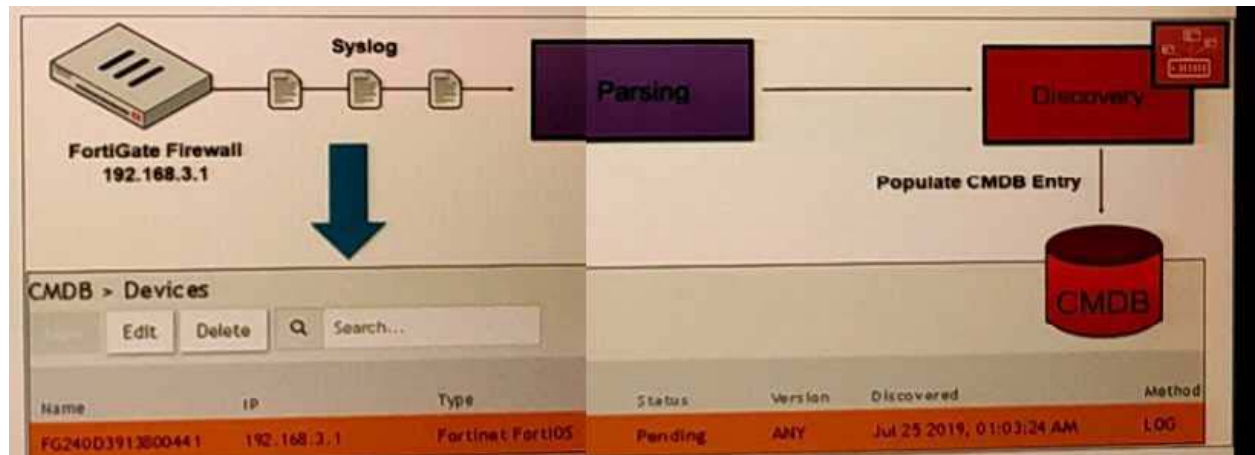 Syslog
Parsing
Discovery
FortiGate Firewall
192.168.3.1
Populate CMDB Entry
CMDB
CMDB > Devices
Edit Delete Search...
Name IP Type Status Version Discovered Method
FG240D3913800441 192.168.3.1 Fortinet FortiOS Pending ANY Jul 25 2019, 01:03:24 AM LOG